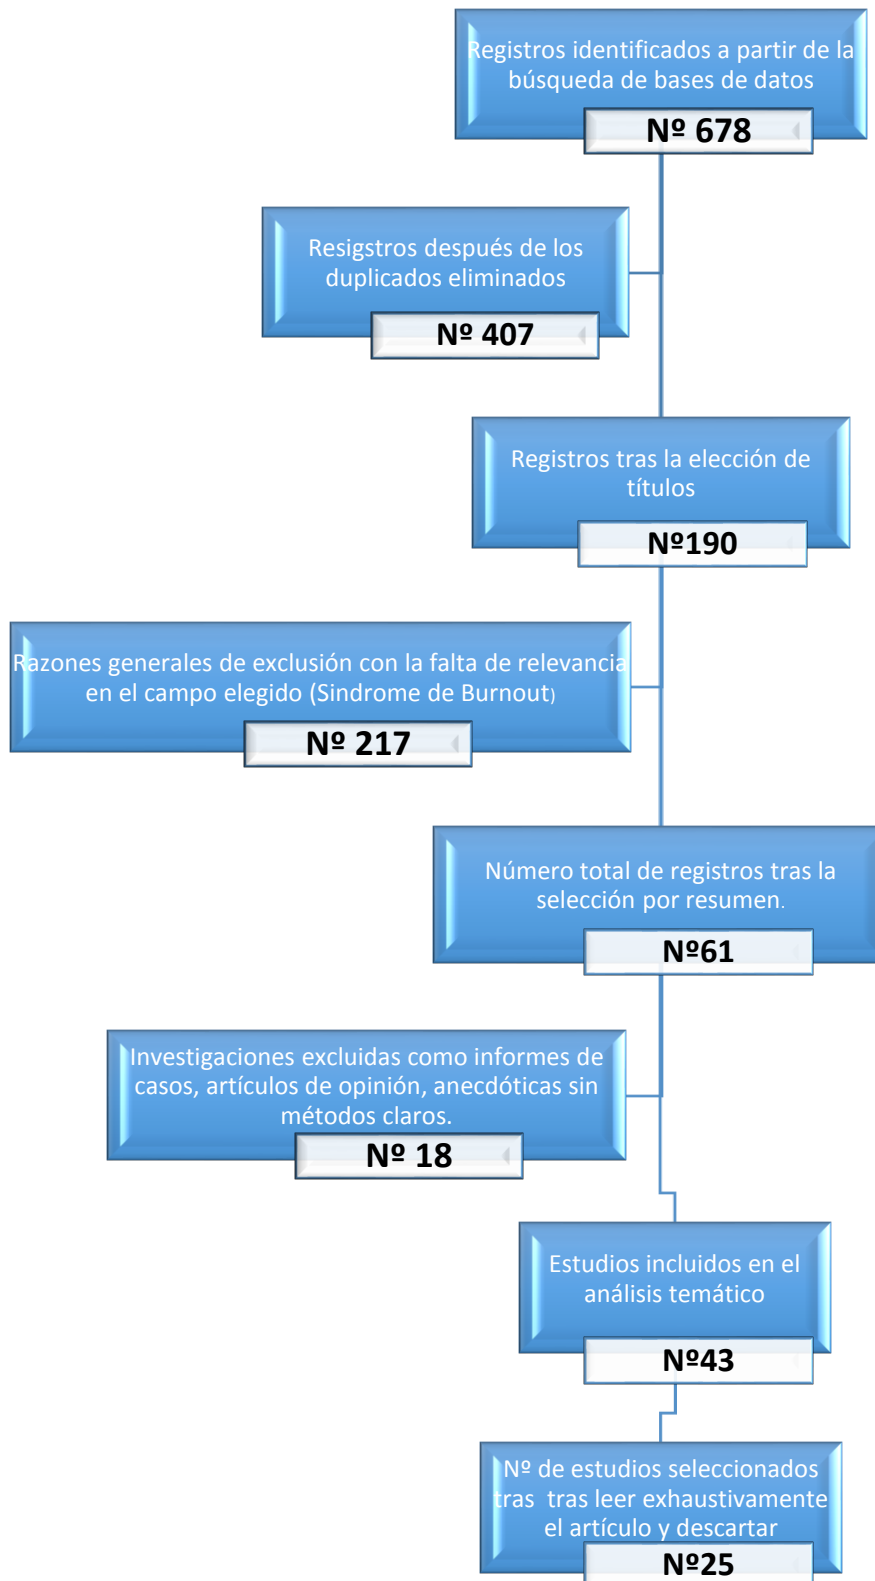 Registros identificados a partir de la
búsqueda de bases de datos
Nº 678
Resigstros después de los
duplicados eliminados
Nº 407
Registros tras la elección de
títulos
Nº190
Razones generales de exclusión con la falta de relevancia
en el campo elegido (Sindrome de Burnout)
Nº 217
Número total de registros tras la
selección por resumen.
Nº61
Investigaciones excluidas como informes de
casos, artículos de opinión, anecdóticas sin
métodos claros.
Nº 18
Estudios incluidos en el
análisis temático
Nº43
Nº de estudios seleccionados
tras tras leer exhaustivamente
el artículo y descartar
Nº25